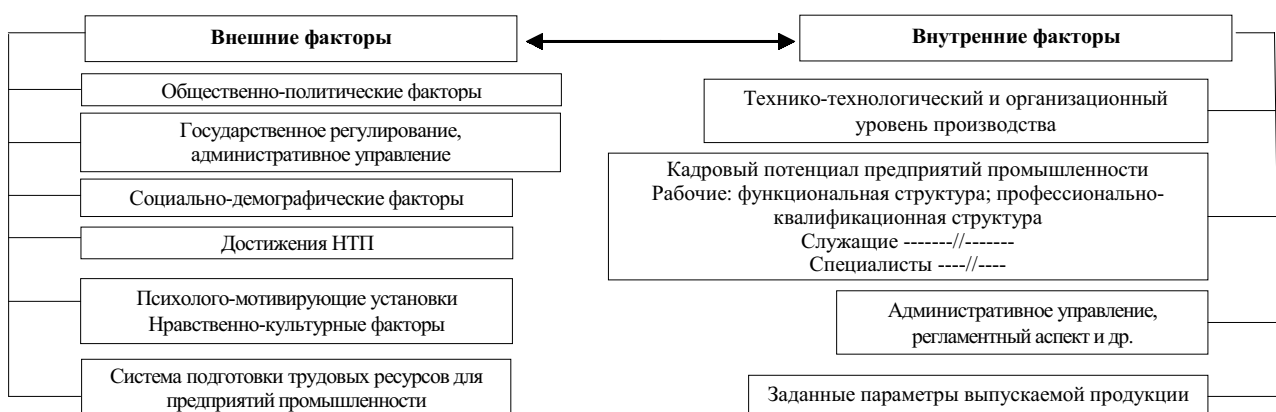 Внешние факторы
Общественно-политические факторы
Государственное регулирование,
административное управление
Социально-демографические факторы
Достижения НТП
Психолого-мотивирующие установки
Нравственно-культурные факторы
Система подготовки трудовых ресурсов для
предприятий промышленности
Внутренние факторы
Технико-технологический и организационный
уровень производства
Кадровый потенциал предприятий промышленности
Рабочие: функциональная структура; профессионально-
квалификационная структура
Служащие -------//-------
Специалисты ----//----
Административное управление,
регламентный аспект и др.
Заданные параметры выпускаемой продукции